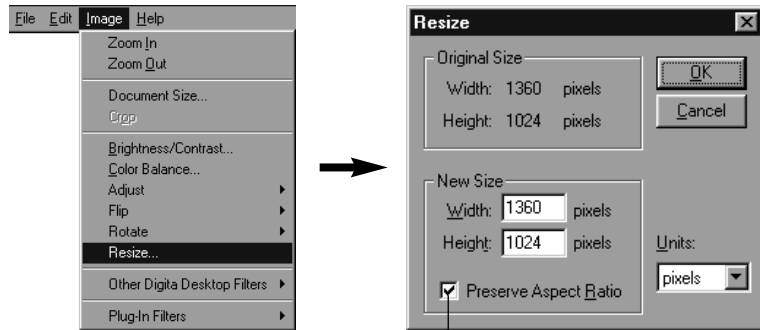 File Edit Image Help
Zoom In
Zoom Out
Document Size...
Crop
Brightness/Contrast...
Color Balance...
Adjust
Flip
Rotate
Resize...
Other Digita Desktop Filters
Plug-In Filters
Resize
Original Size
Width: 1360 pixels
Height: 1024 pixels
OK
Cancel
New Size
Width: 1360 pixels
Height: 1024 pixels
Preserve Aspect Ratio
Units:
pixels